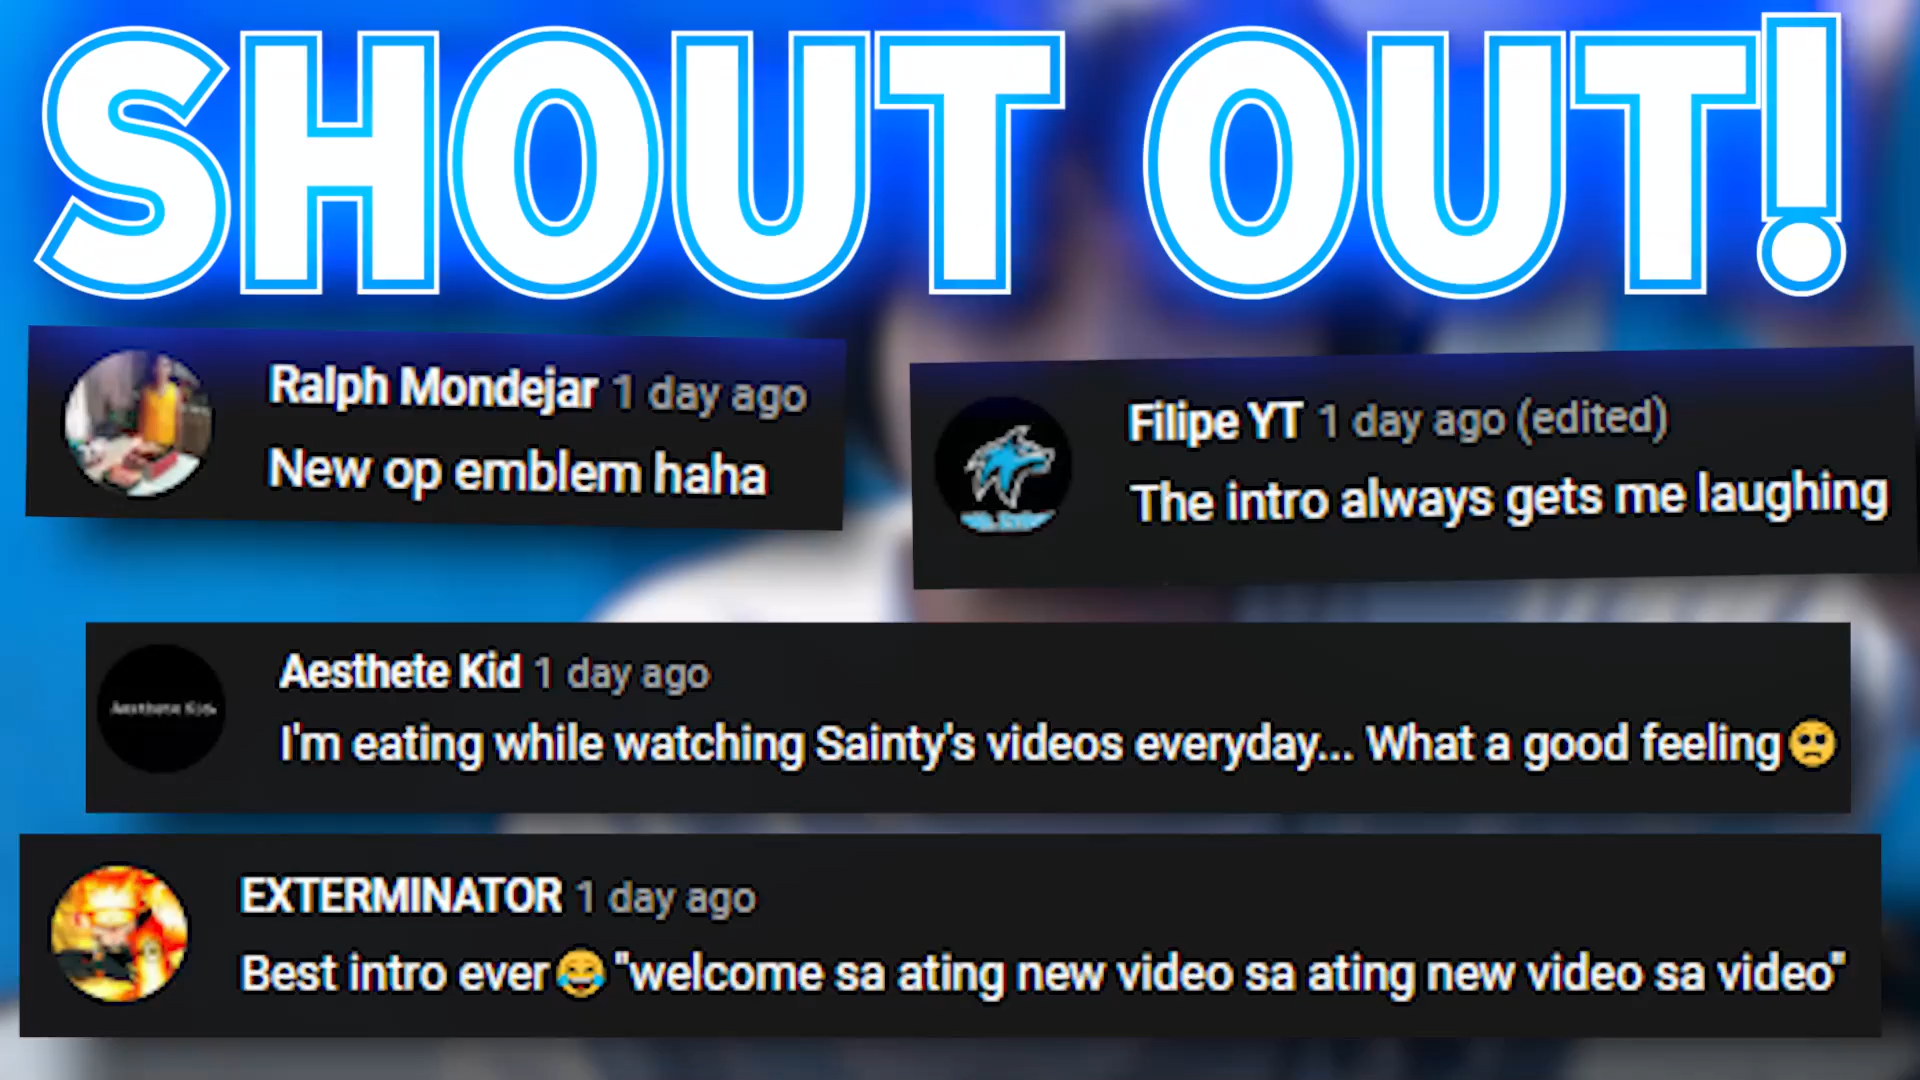 SHOUT OUT!
Ralph Mondejar 1 day ago
New op emblem haha
Filipe YT 1 day ago (edited)
The intro always gets me laughing
Aesthete Kid
Aesthete Kid 1 day ago
I'm eating while watching Sainty's videos everyday... What a good feeling🥺
EXTERMINATOR 1 day ago
Best intro ever😂"welcome sa ating new video sa ating new video sa video"